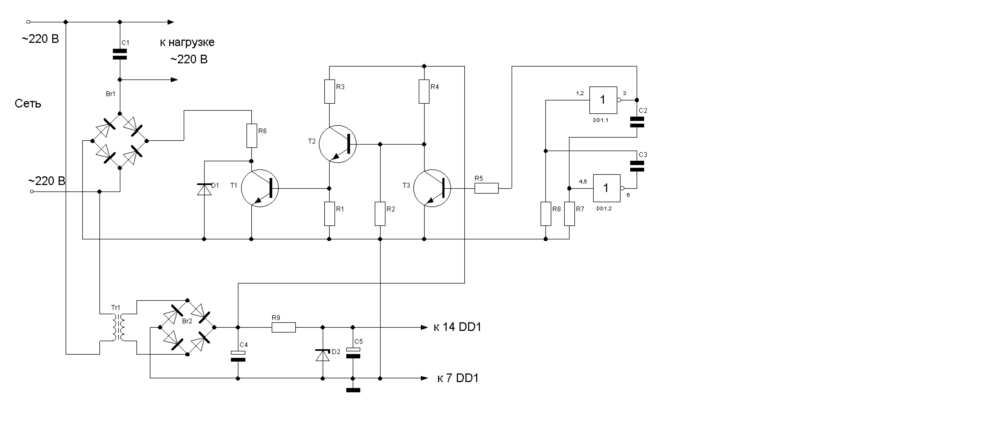 ~220 В
C1
к нагрузке
~220 В
Br1
Сеть
R3
R4
R6
T2
1,2
1
3
DD1.1
C2
C3
~220 В
D1
T1
T3
R5
4,6
1
6
DD1.2
R1
R2
R8
R7
Tr1
Br2
R9
к 14 DD1
C4
D2
C5
к 7 DD1